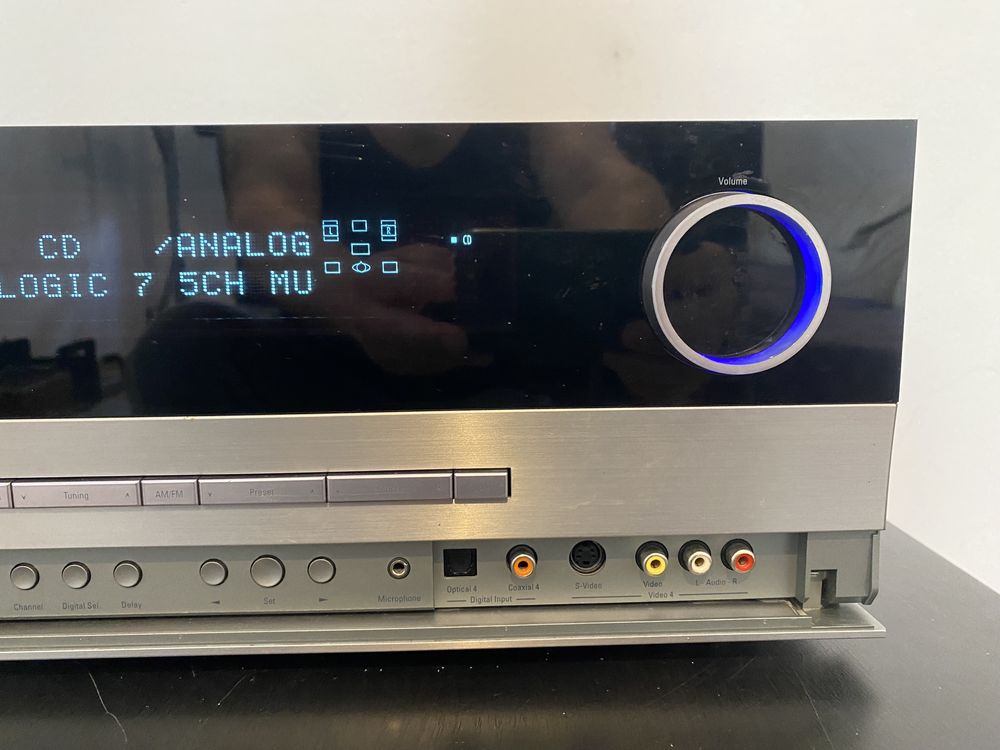 Volume
L R
CD /ANALOG
LOGIC 7 5CH MU
Tuning
AM/FM
Preset
Channel
Digital Sel.
Delay
Set
Microphone
Optical 4
Coaxial 4
Digital Input
S-Video
Video
L - Audio - R
Video 4